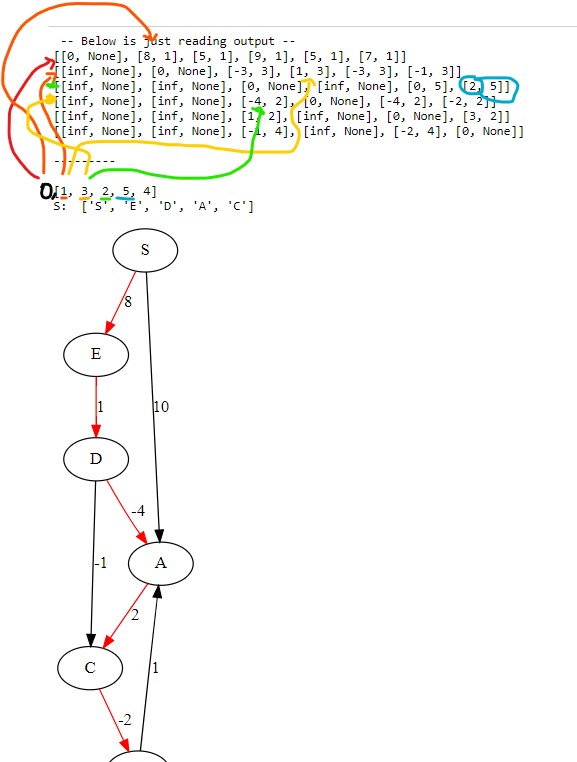 -- Below is just reading output --
[[0, None], [8, 1], [5, 1], [9, 1], [5, 1], [7, 1]]
[[inf, None], [0, None], [-3, 3], [1, 3], [-3, 3], [-1, 3]]
[[inf, None], [inf, None], [0, None], [inf, None], [0, 5], [2, 5]]
[[inf, None], [inf, None], [-4, 2], [0, None], [-4, 2], [-2, 2]]
[[inf, None], [inf, None], [1, 2], [inf, None], [0, None], [3, 2]]
[[inf, None], [inf, None], [-1, 4], [inf, None], [-2, 4], [0, None]]
---------
0,[1, 3, 2, 5, 4]
S:  ['S', 'E', 'D', 'A', 'C']
S
8
E
1
10
D
-4
-1
A
2
C
1
-2